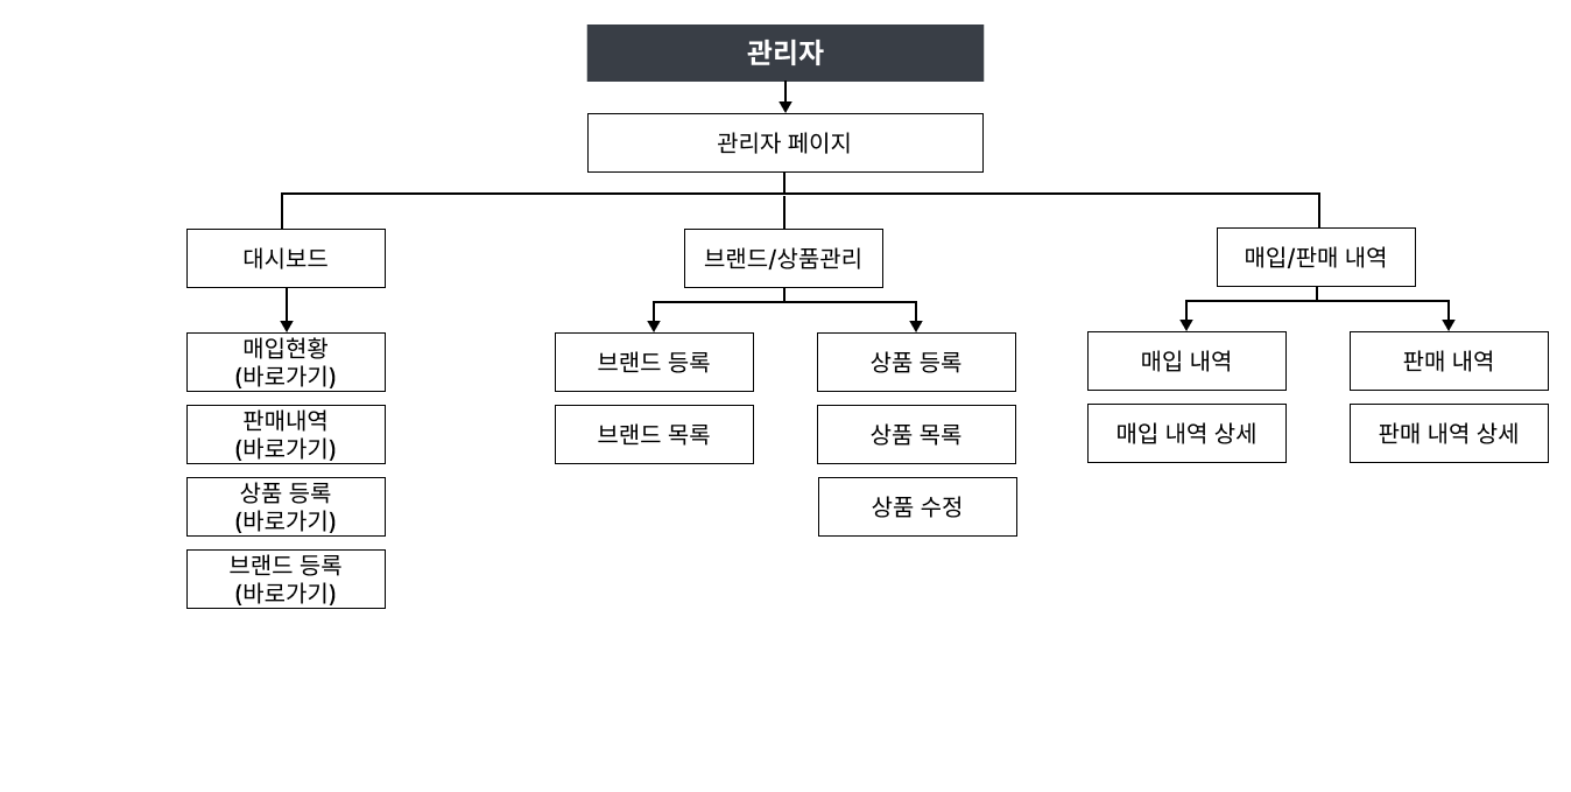 관리자
관리자 페이지
대시보드
브랜드/상품관리
매입/판매 내역
매입현황
(바로가기)
판매내역
(바로가기)
상품 등록
(바로가기)
브랜드 등록
(바로가기)
브랜드 등록
브랜드 목록
상품 등록
상품 목록
상품 수정
매입 내역
매입 내역 상세
판매 내역
판매 내역 상세